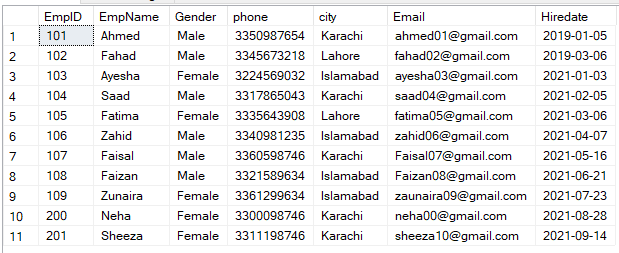 EmpID EmpName Gender phone city Email Hiredate
1 101 Ahmed Male 3350987654 Karachi ahmed01@gmail.com 2019-01-05
2 102 Fahad Male 3345673218 Lahore fahad02@gmail.com 2019-03-06
3 103 Ayesha Female 3224569032 Islamabad ayesha03@gmail.com 2021-01-03
4 104 Saad Male 3317865043 Karachi saad04@gmail.com 2021-02-05
5 105 Fatima Female 3335643908 Lahore fatima05@gmail.com 2021-03-06
6 106 Zahid Male 3340981235 Islamabad zahid06@gmail.com 2021-04-07
7 107 Faisal Male 3360598746 Karachi Faisal07@gmail.com 2021-05-16
8 108 Faizan Male 3321589634 Islamabad Faizan08@gmail.com 2021-06-21
9 109 Zunaira Female 3361299634 Islamabad zaunaira09@gmail.com 2021-07-23
10 200 Neha Female 3300098746 Karachi neha00@gmail.com 2021-08-28
11 201 Sheeza Female 3311198746 Karachi sheeza10@gmail.com 2021-09-14